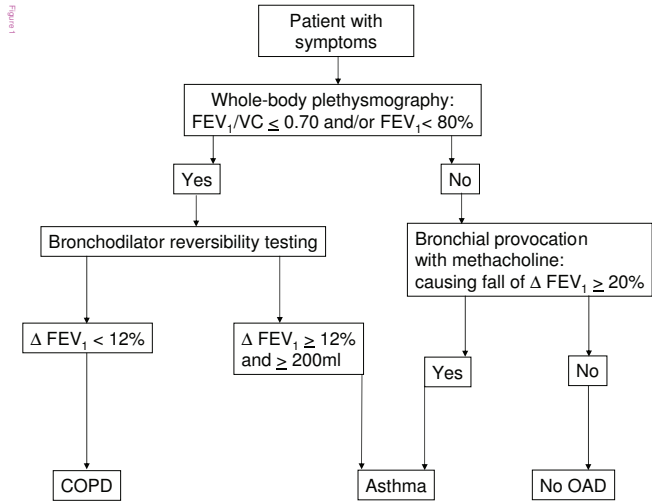 Figure 1
Patient with
symptoms
Whole-body plethysmography:
FEV₁/VC ≤ 0.70 and/or FEV₁< 80%
Yes
No
Bronchodilator reversibility testing
Bronchial provocation
with methacholine:
causing fall of Δ FEV₁ ≥ 20%
Δ FEV₁ < 12%
Δ FEV₁ ≥ 12%
and ≥ 200ml
Yes
No
COPD
Asthma
No OAD